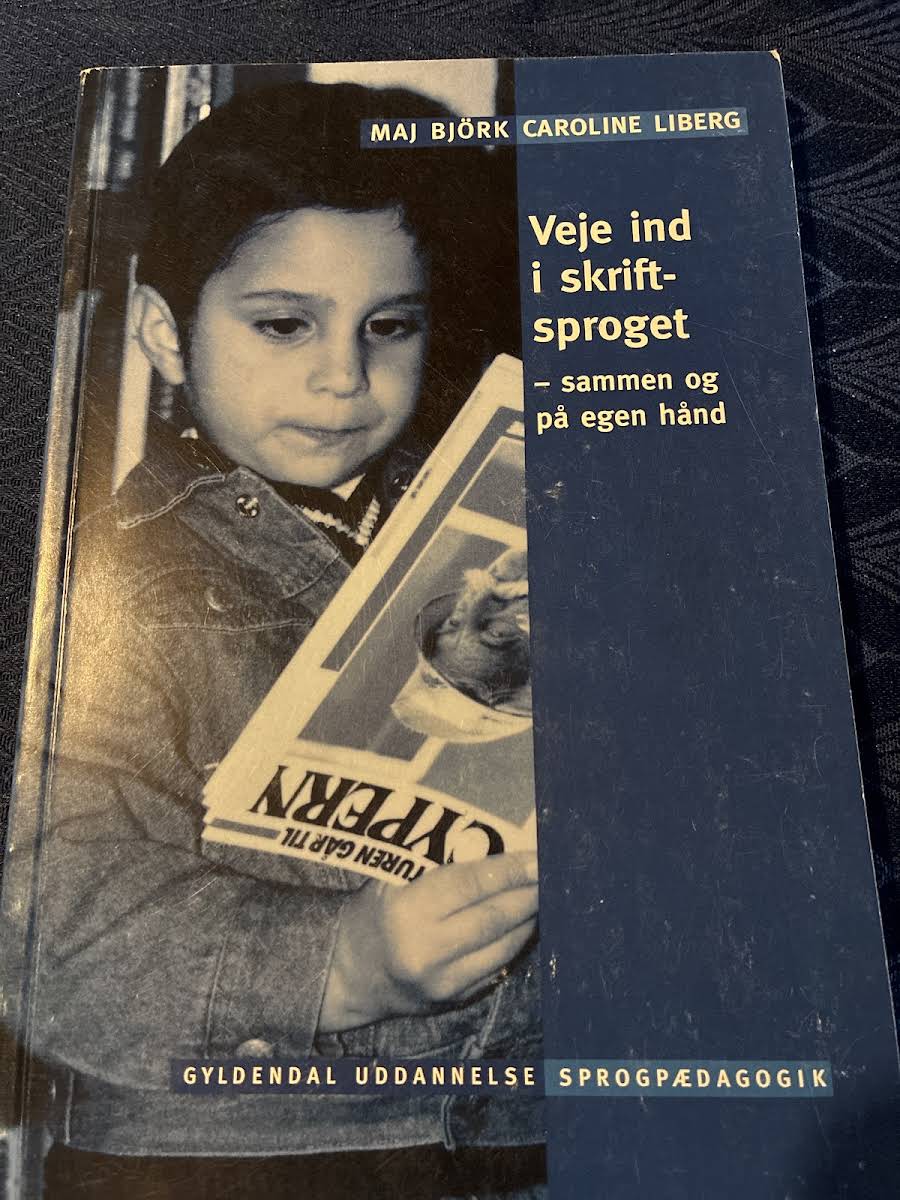 MAJ BJÖRK CAROLINE LIBERG
Veje ind
i skrift-
sproget
– sammen og
på egen hånd
TUREN GÅR TIL
CYPERN
GYLDENDAL UDDANNELSE SPROGPÆDAGOGIK